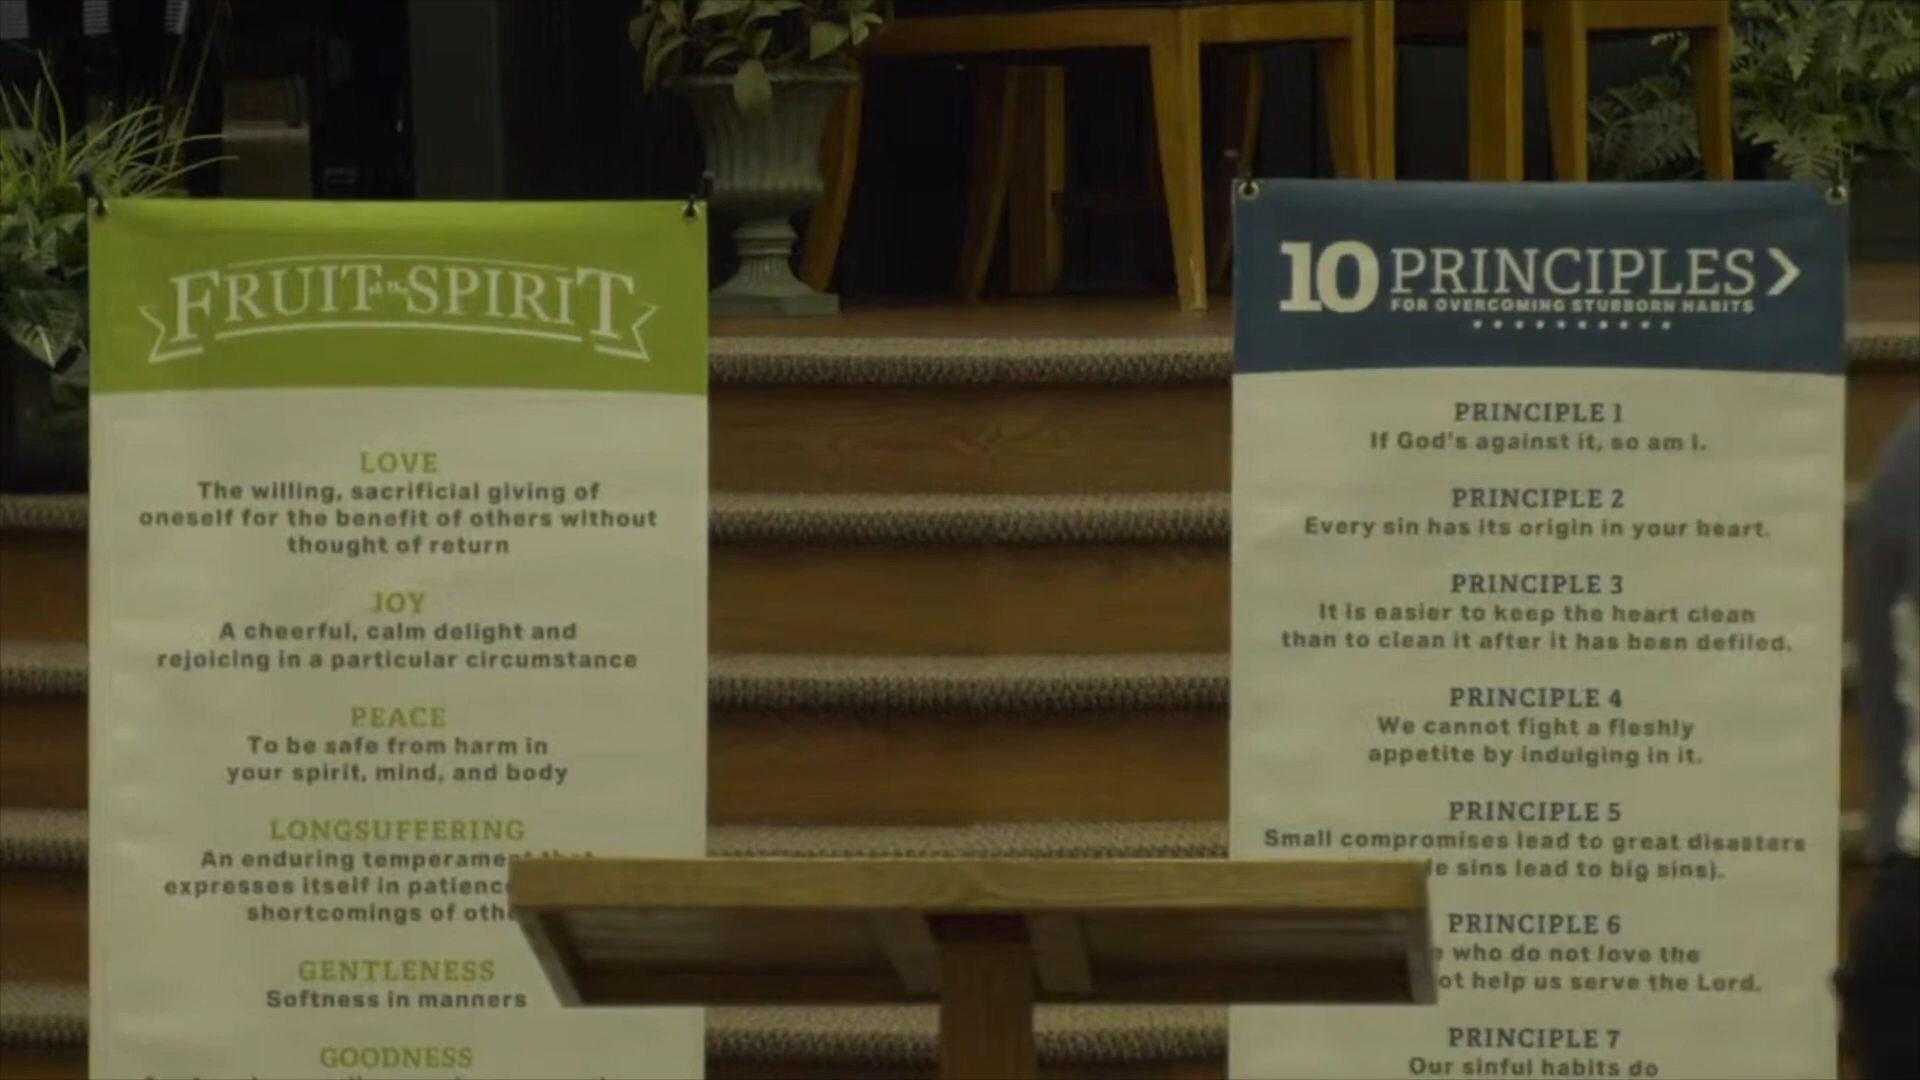 FRUIT of the SPIRIT
LOVE
The willing, sacrificial giving of
oneself for the benefit of others without
thought of return
JOY
A cheerful, calm delight and
rejoicing in a particular circumstance
PEACE
To be safe from harm in
your spirit, mind, and body
LONGSUFFERING
An enduring temperament that
expresses itself in patience
shortcomings of
GENTLENESS
Softness in manners
GOODNESS
10 PRINCIPLES
FOR OVERCOMING STUBBORN HABITS
PRINCIPLE 1
If God's against it, so am I.
PRINCIPLE 2
Every sin has its origin in your heart.
PRINCIPLE 3
It is easier to keep the heart clean
than to clean it after it has been defiled.
PRINCIPLE 4
We cannot fight a fleshly
appetite by indulging in it.
PRINCIPLE 5
Small compromises lead to great disasters
sins lead to big sins).
PRINCIPLE 6
who do not love the
help us serve the Lord.
PRINCIPLE 7
Our sinful habits do